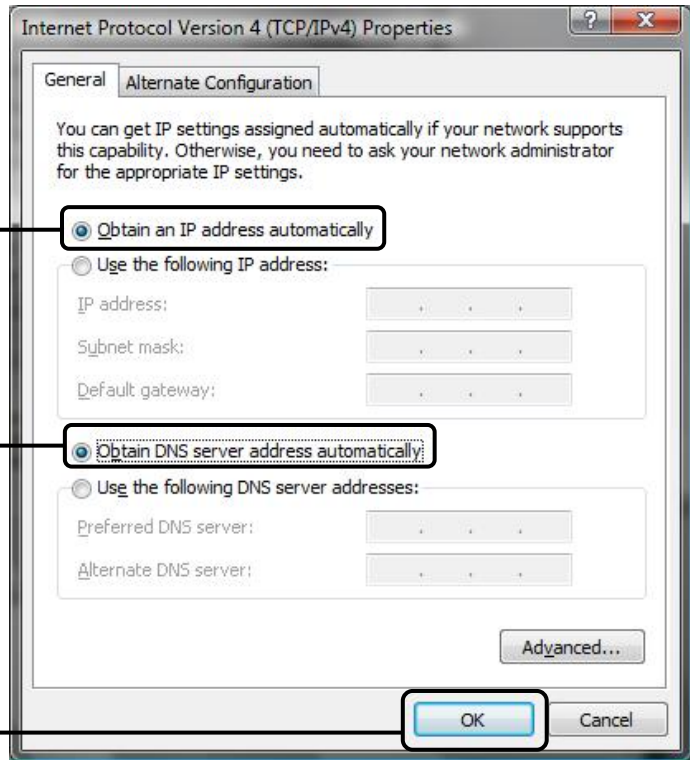 Internet Protocol Version 4 (TCP/IPv4) Properties
?
X
General
Alternate Configuration
You can get IP settings assigned automatically if your network supports
this capability. Otherwise, you need to ask your network administrator
for the appropriate IP settings.
Obtain an IP address automatically
Use the following IP address:
IP address:
. . .
Subnet mask:
. . .
Default gateway:
. . .
Obtain DNS server address automatically
Use the following DNS server addresses:
Preferred DNS server:
. . .
Alternate DNS server:
. . .
Advanced...
OK
Cancel